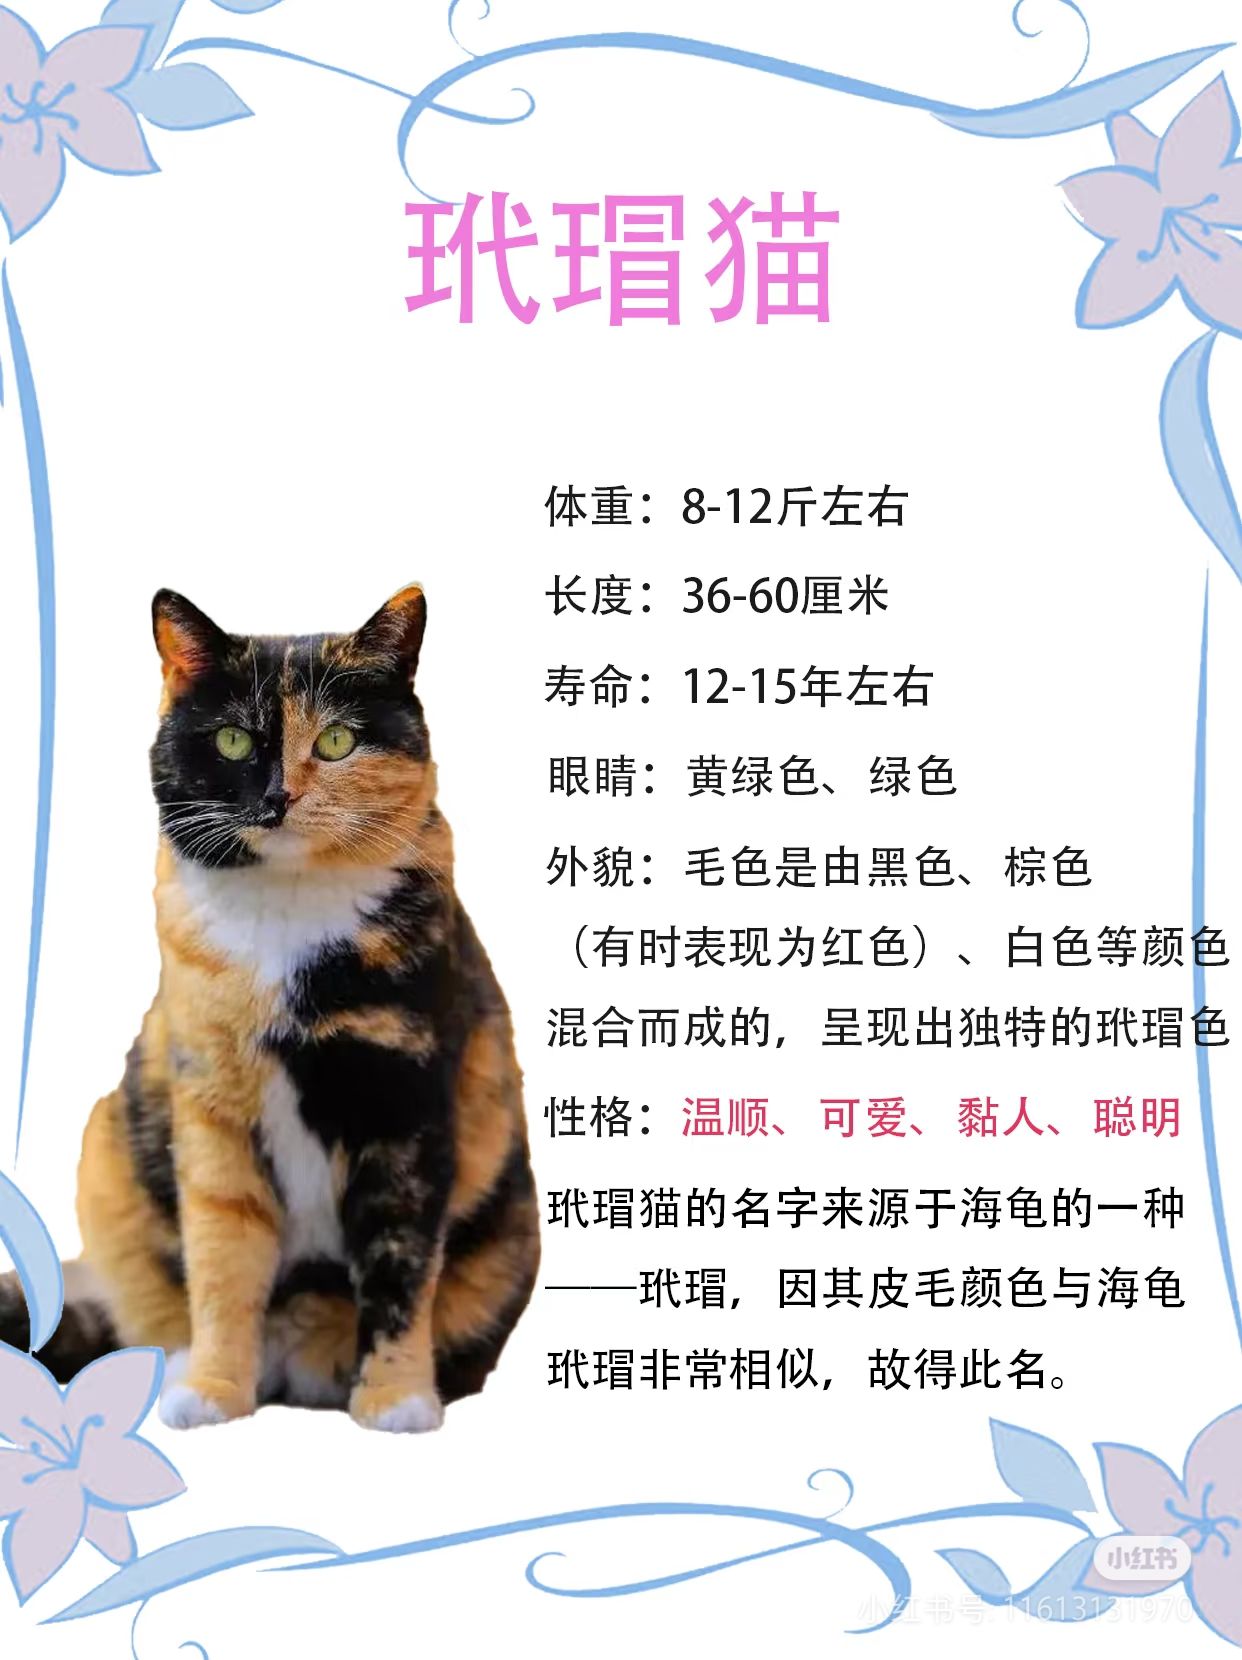 玳瑁猫
体重：8-12斤左右
长度：36-60厘米
寿命：12-15年左右
眼睛：黄绿色、绿色
外貌：毛色是由黑色、棕色
（有时表现为红色）、白色等颜色
混合而成的，呈现出独特的玳瑁色
性格：温顺、可爱、黏人、聪明
玳瑁猫的名字来源于海龟的一种
——玳瑁，因其皮毛颜色与海龟
玳瑁非常相似，故得此名。
小红书
小红书号: 11613131970